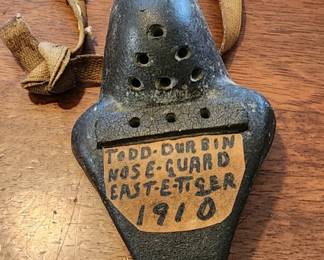 TODD-DURBIN
NOSE-GUARD
EAST-E-TIGER
1910